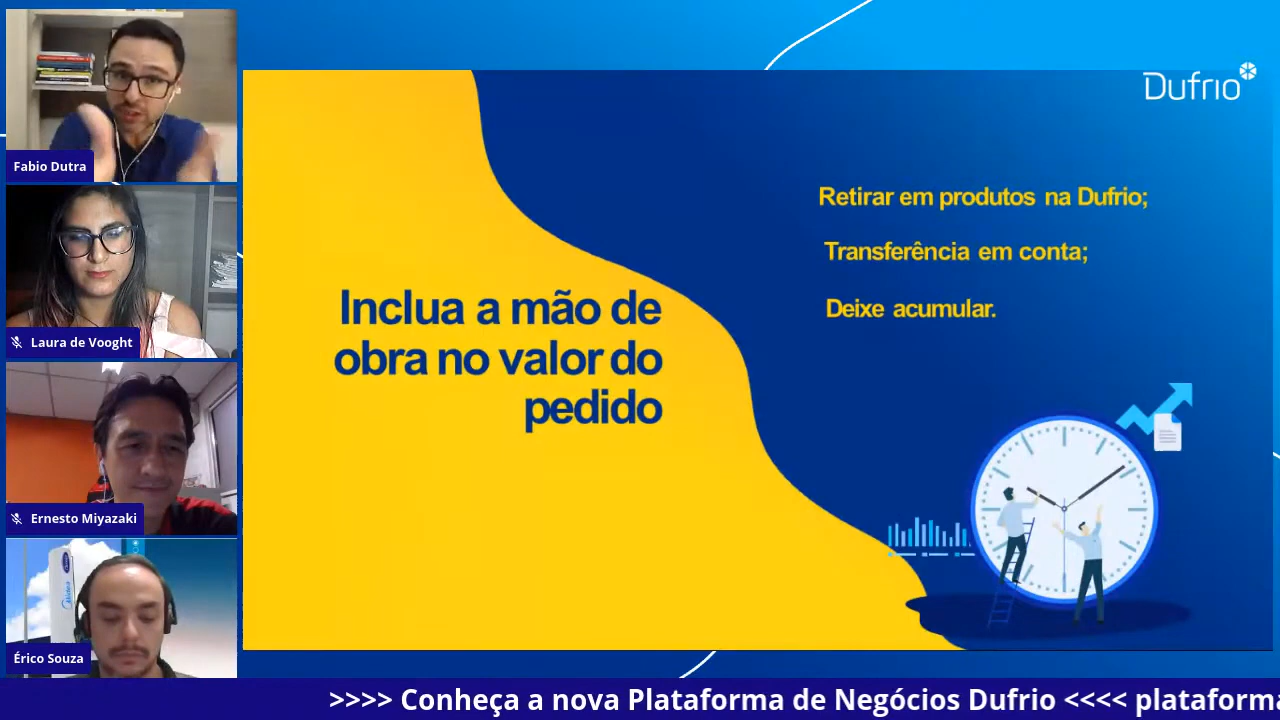 Fabio Dutra
Laura de Vooght
Ernesto Miyazaki
Érico Souza
Dufrio
Inclua a mão de
obra no valor do
pedido
Retirar em produtos na Dufrio;
Transferência em conta;
Deixe acumular.
>>>> Conheça a nova Plataforma de Negócios Dufrio <<<< plataforma